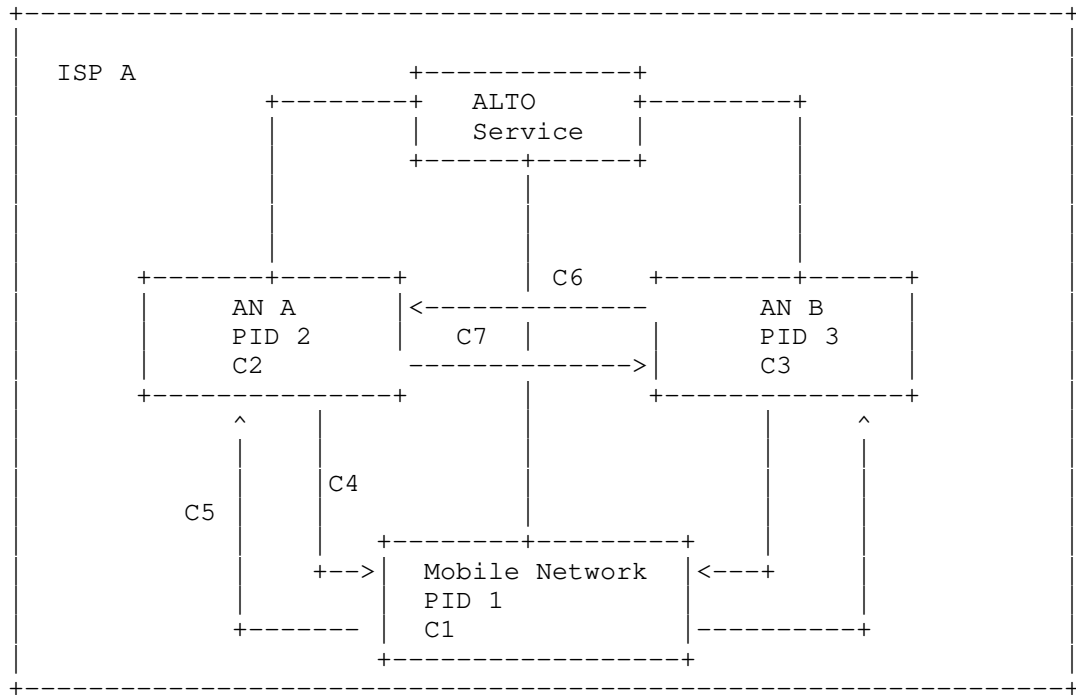 ISP A
ALTO
Service
C6
AN A
AN B
PID 2
C7
PID 3
C2
C3
C4
C5
Mobile Network
PID 1
C1